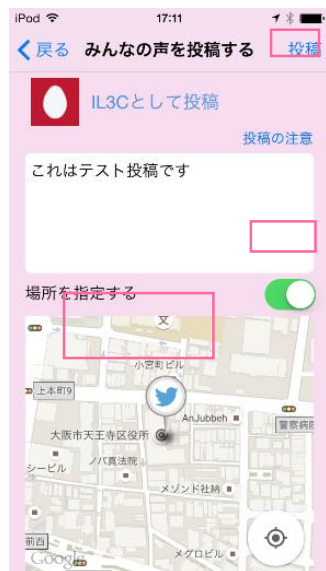 iPod 17:11
戻る みんなの声を投稿する 投稿
IL3Cとして投稿
投稿の注意
これはテスト投稿です
場所を指定する
文
小宮町ビル
上本町9
AnJubbeh
大阪市天王寺区役所
警察病院
ノバ真法院
シービル
メゾンド社納
前西
メグロビル
Google